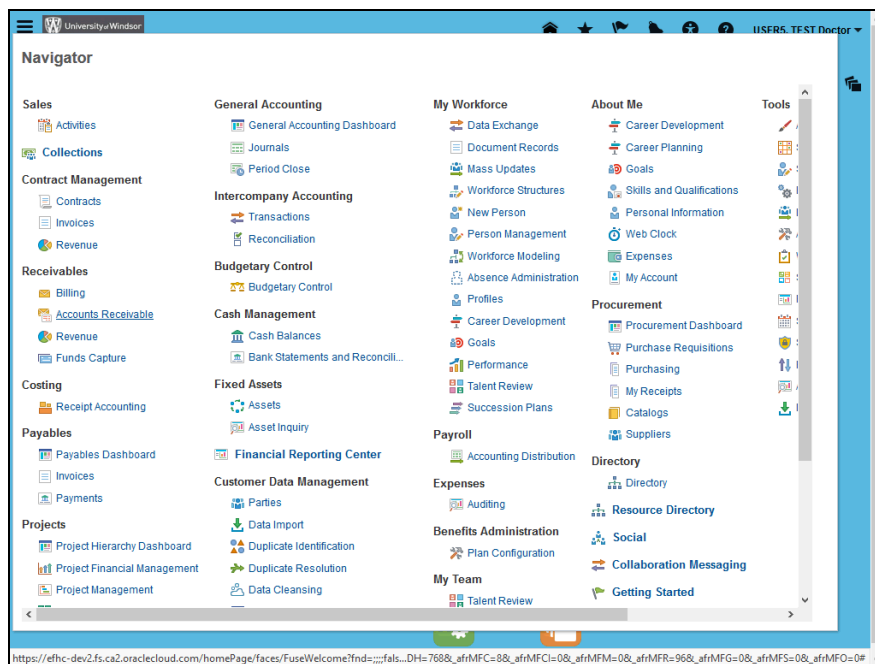 University of Windsor
USER5, TEST Doctor
Navigator
Sales
Activities
Collections
Contract Management
Contracts
Invoices
Revenue
Receivables
Billing
Accounts Receivable
Revenue
Funds Capture
Costing
Receipt Accounting
Payables
Payables Dashboard
Invoices
Payments
Projects
Project Hierarchy Dashboard
Project Financial Management
Project Management
General Accounting
General Accounting Dashboard
Journals
Period Close
Intercompany Accounting
Transactions
Reconciliation
Budgetary Control
Budgetary Control
Cash Management
Cash Balances
Bank Statements and Reconcili...
Fixed Assets
Assets
Asset Inquiry
Financial Reporting Center
Customer Data Management
Parties
Data Import
Duplicate Identification
Duplicate Resolution
Data Cleansing
My Workforce
Data Exchange
Document Records
Mass Updates
Workforce Structures
New Person
Person Management
Workforce Modeling
Absence Administration
Profiles
Career Development
Goals
Performance
Talent Review
Succession Plans
Payroll
Accounting Distribution
Expenses
Auditing
Benefits Administration
Plan Configuration
My Team
Talent Review
About Me
Career Development
Career Planning
Goals
Skills and Qualifications
Personal Information
Web Clock
Expenses
My Account
Procurement
Procurement Dashboard
Purchase Requisitions
Purchasing
My Receipts
Catalogs
Suppliers
Directory
Directory
Resource Directory
Social
Collaboration Messaging
Getting Started
Tools
https://efhc-dev2.fs.ca2.oraclecloud.com/homePage/faces/FuseWelcome?fnd=;;;;fals...DH=768&_afrMFC=8&_afrMFCI=0&_afrMFM=0&_afrMFR=96&_afrMFG=0&_afrMFS=0&_afrMFO=0#